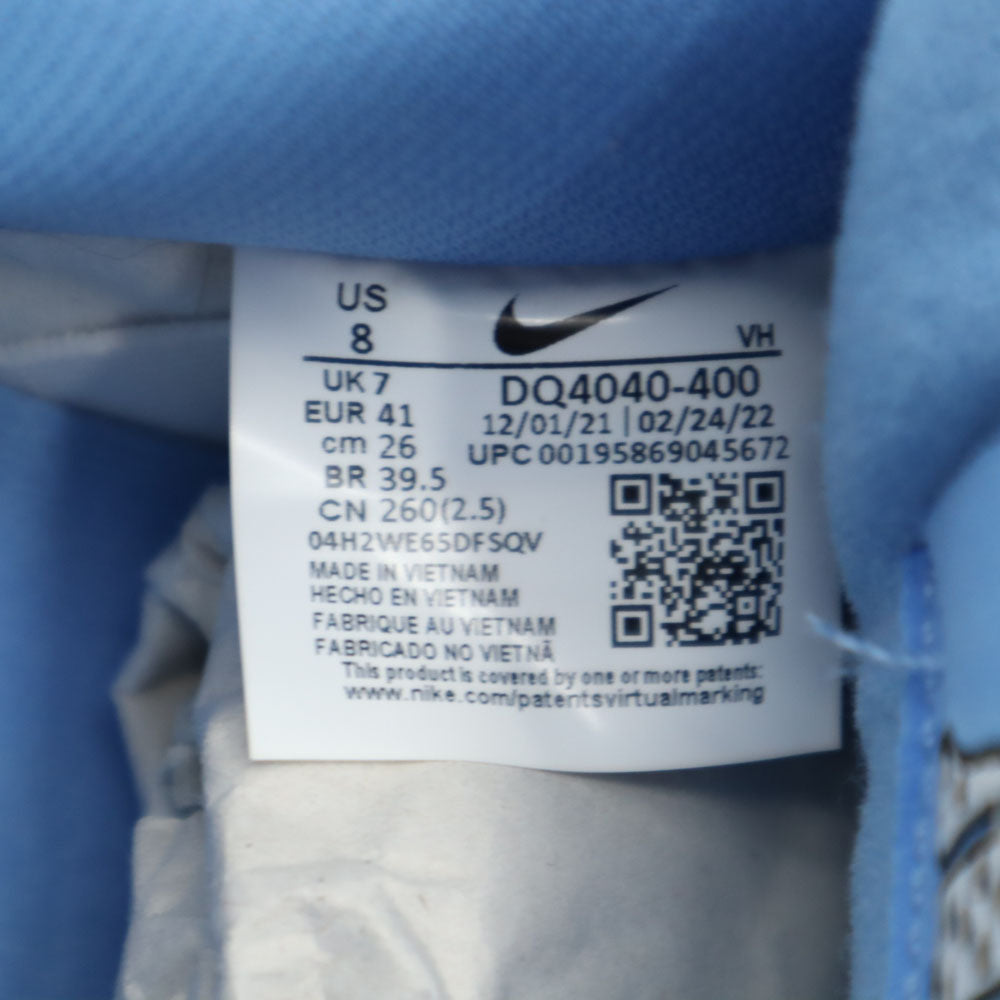 US
8
VH
UK 7
EUR 41
cm 26
BR 39.5
CN 260(2.5)
DQ4040-400
12/01/21 | 02/24/22
UPC 00195869045672
04H2WE65DFSQV
MADE IN VIETNAM
HECHO EN VIETNAM
FABRIQUE AU VIETNAM
FABRICADO NO VIETNÃ
This product is covered by one or more patents:
www.nike.com/patentsvirtualmarking